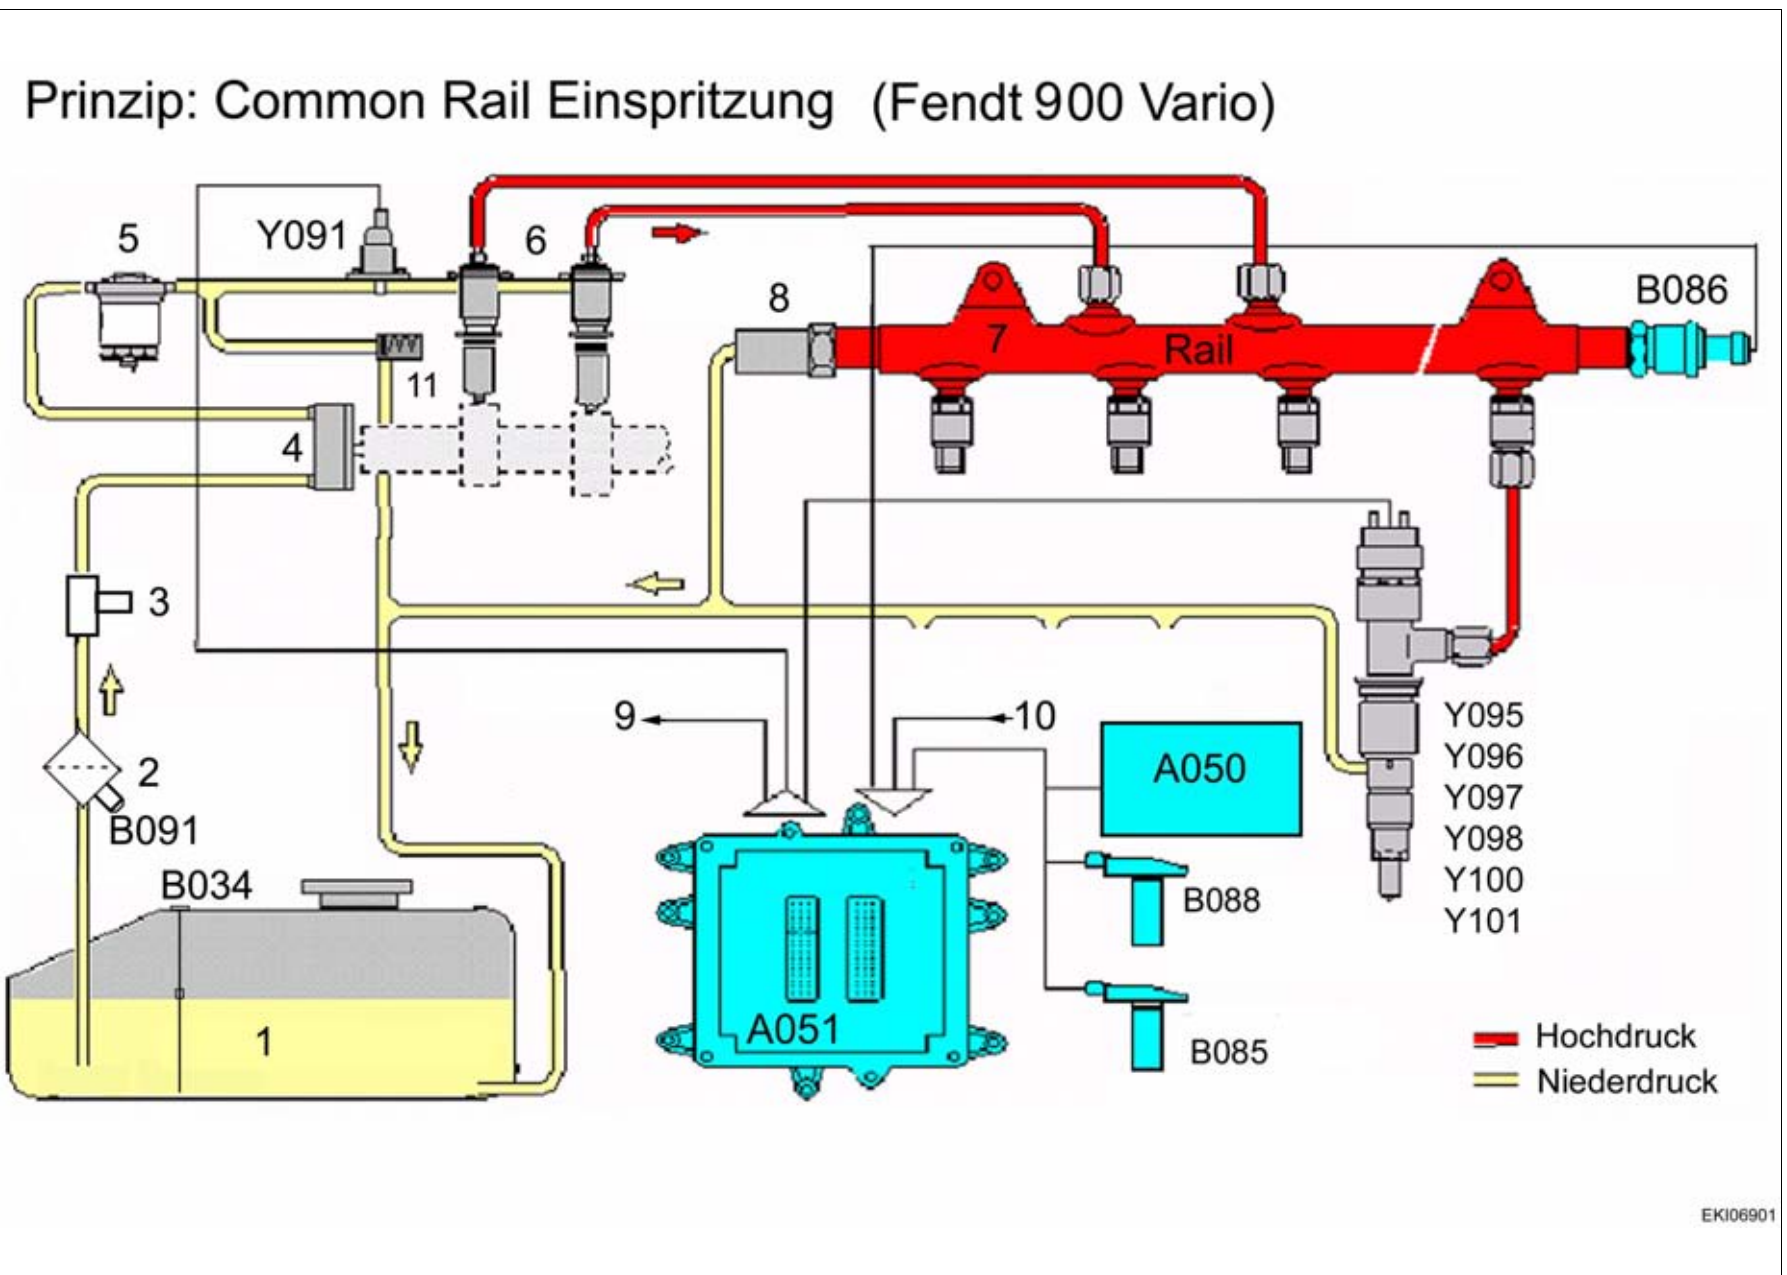 Prinzip: Common Rail Einspritzung (Fendt 900 Vario)
5
Y091
6
8
B086
7
Rail
11
4
3
9
10
Y095
A050
Y096
2
Y097
B091
Y098
B034
Y100
B088
Y101
1
A051
B085
Hochdruck
Niederdruck
EKI06901